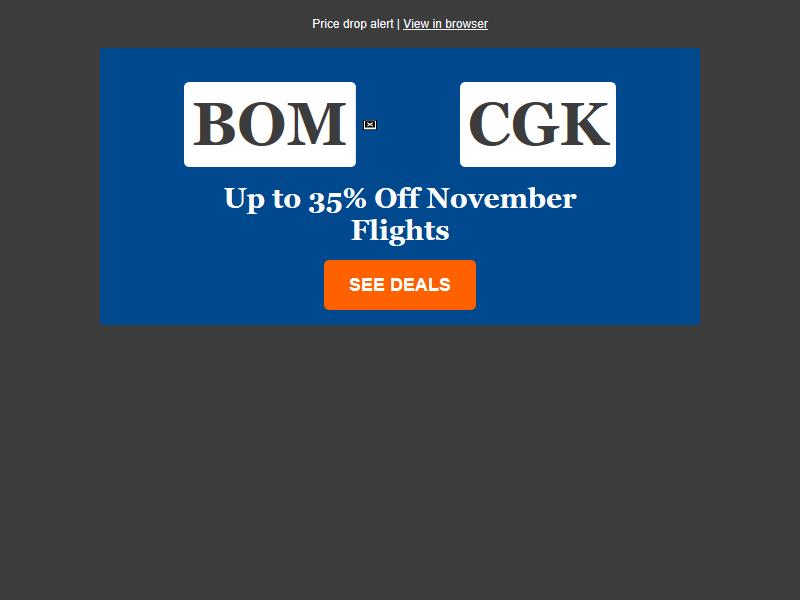 Price drop alert | View in browser
BOM CGK
Up to 35% Off November
Flights
SEE DEALS